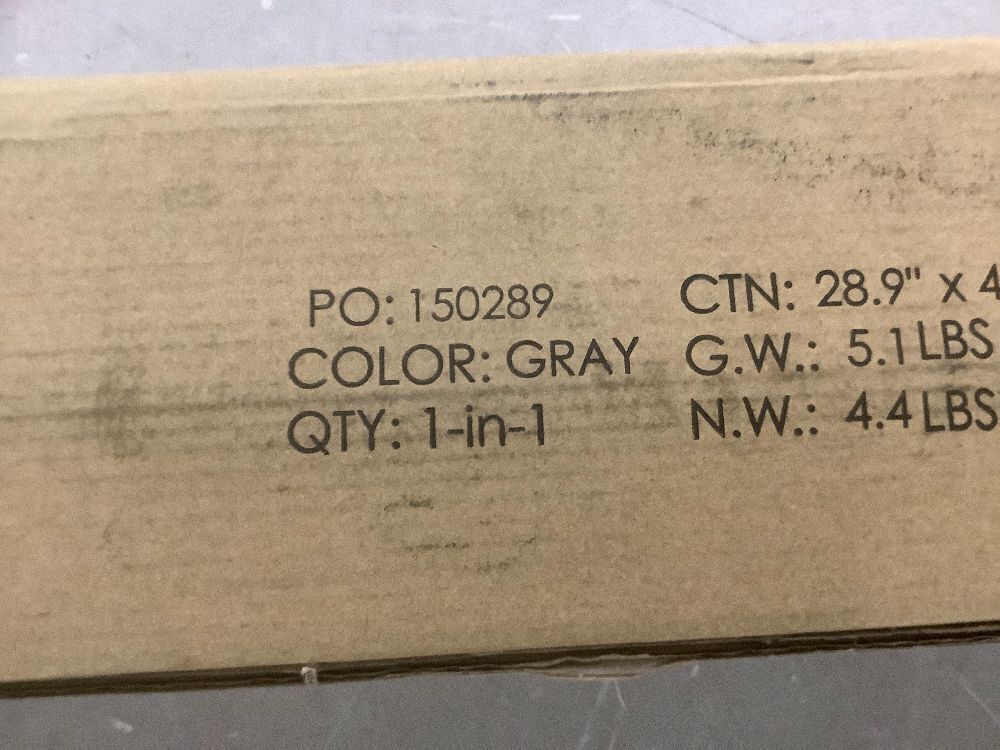 PO: 150289 CTN: 28.9" x 4
COLOR: GRAY G.W.: 5.1 LBS
QTY: 1-in-1 N.W.: 4.4 LBS